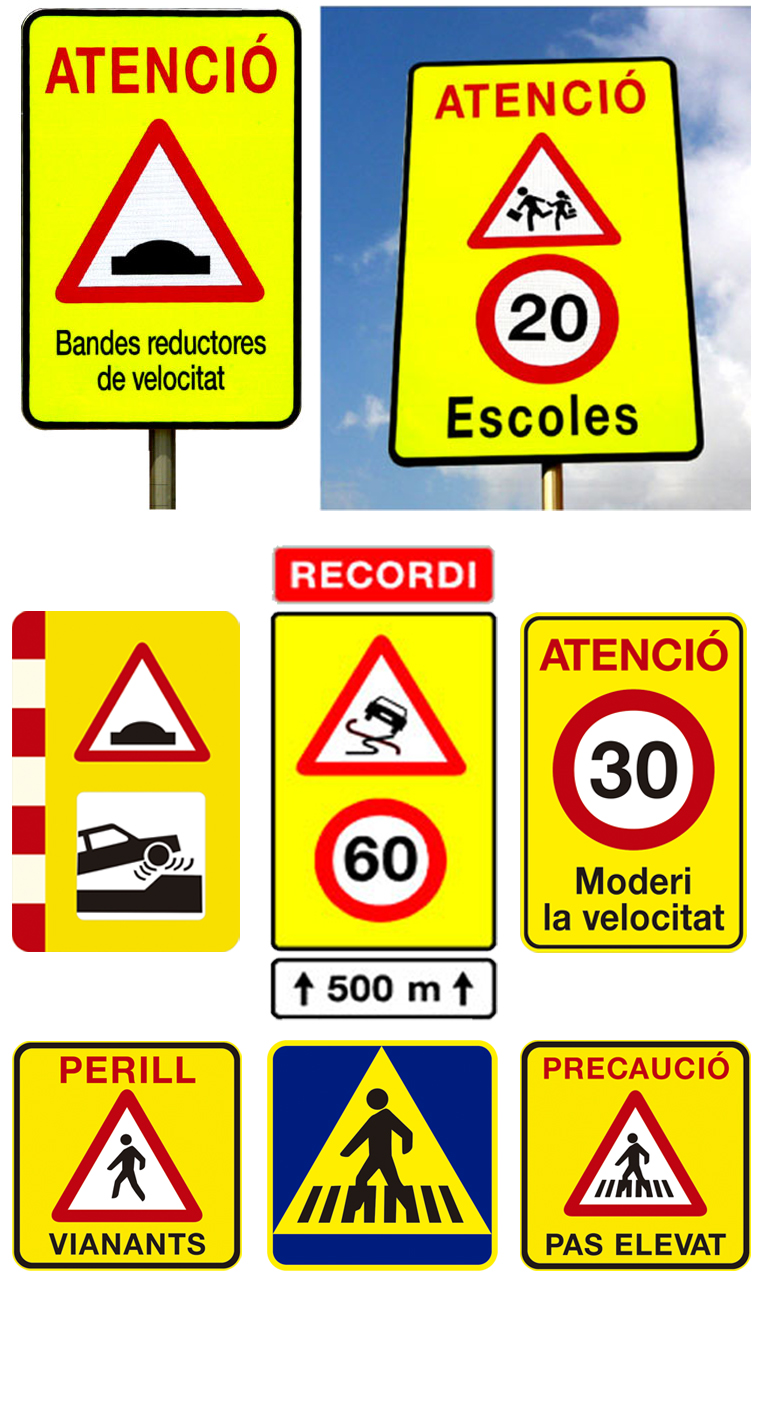 ATENCIÓ
Bandes reductores
de velocitat
ATENCIÓ
20
Escoles
RECORDI
60
↑ 500 m ↑
ATENCIÓ
30
Moderi
la velocitat
PERILL
VIANANTS
PRECAUCIÓ
PAS ELEVAT